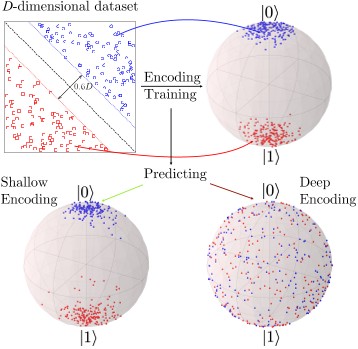 D-dimensional dataset
|0⟩
0.6D
Encoding
Training
|1⟩
Predicting
Shallow
Encoding
|0⟩
|0⟩
Deep
Encoding
|1⟩
|1⟩